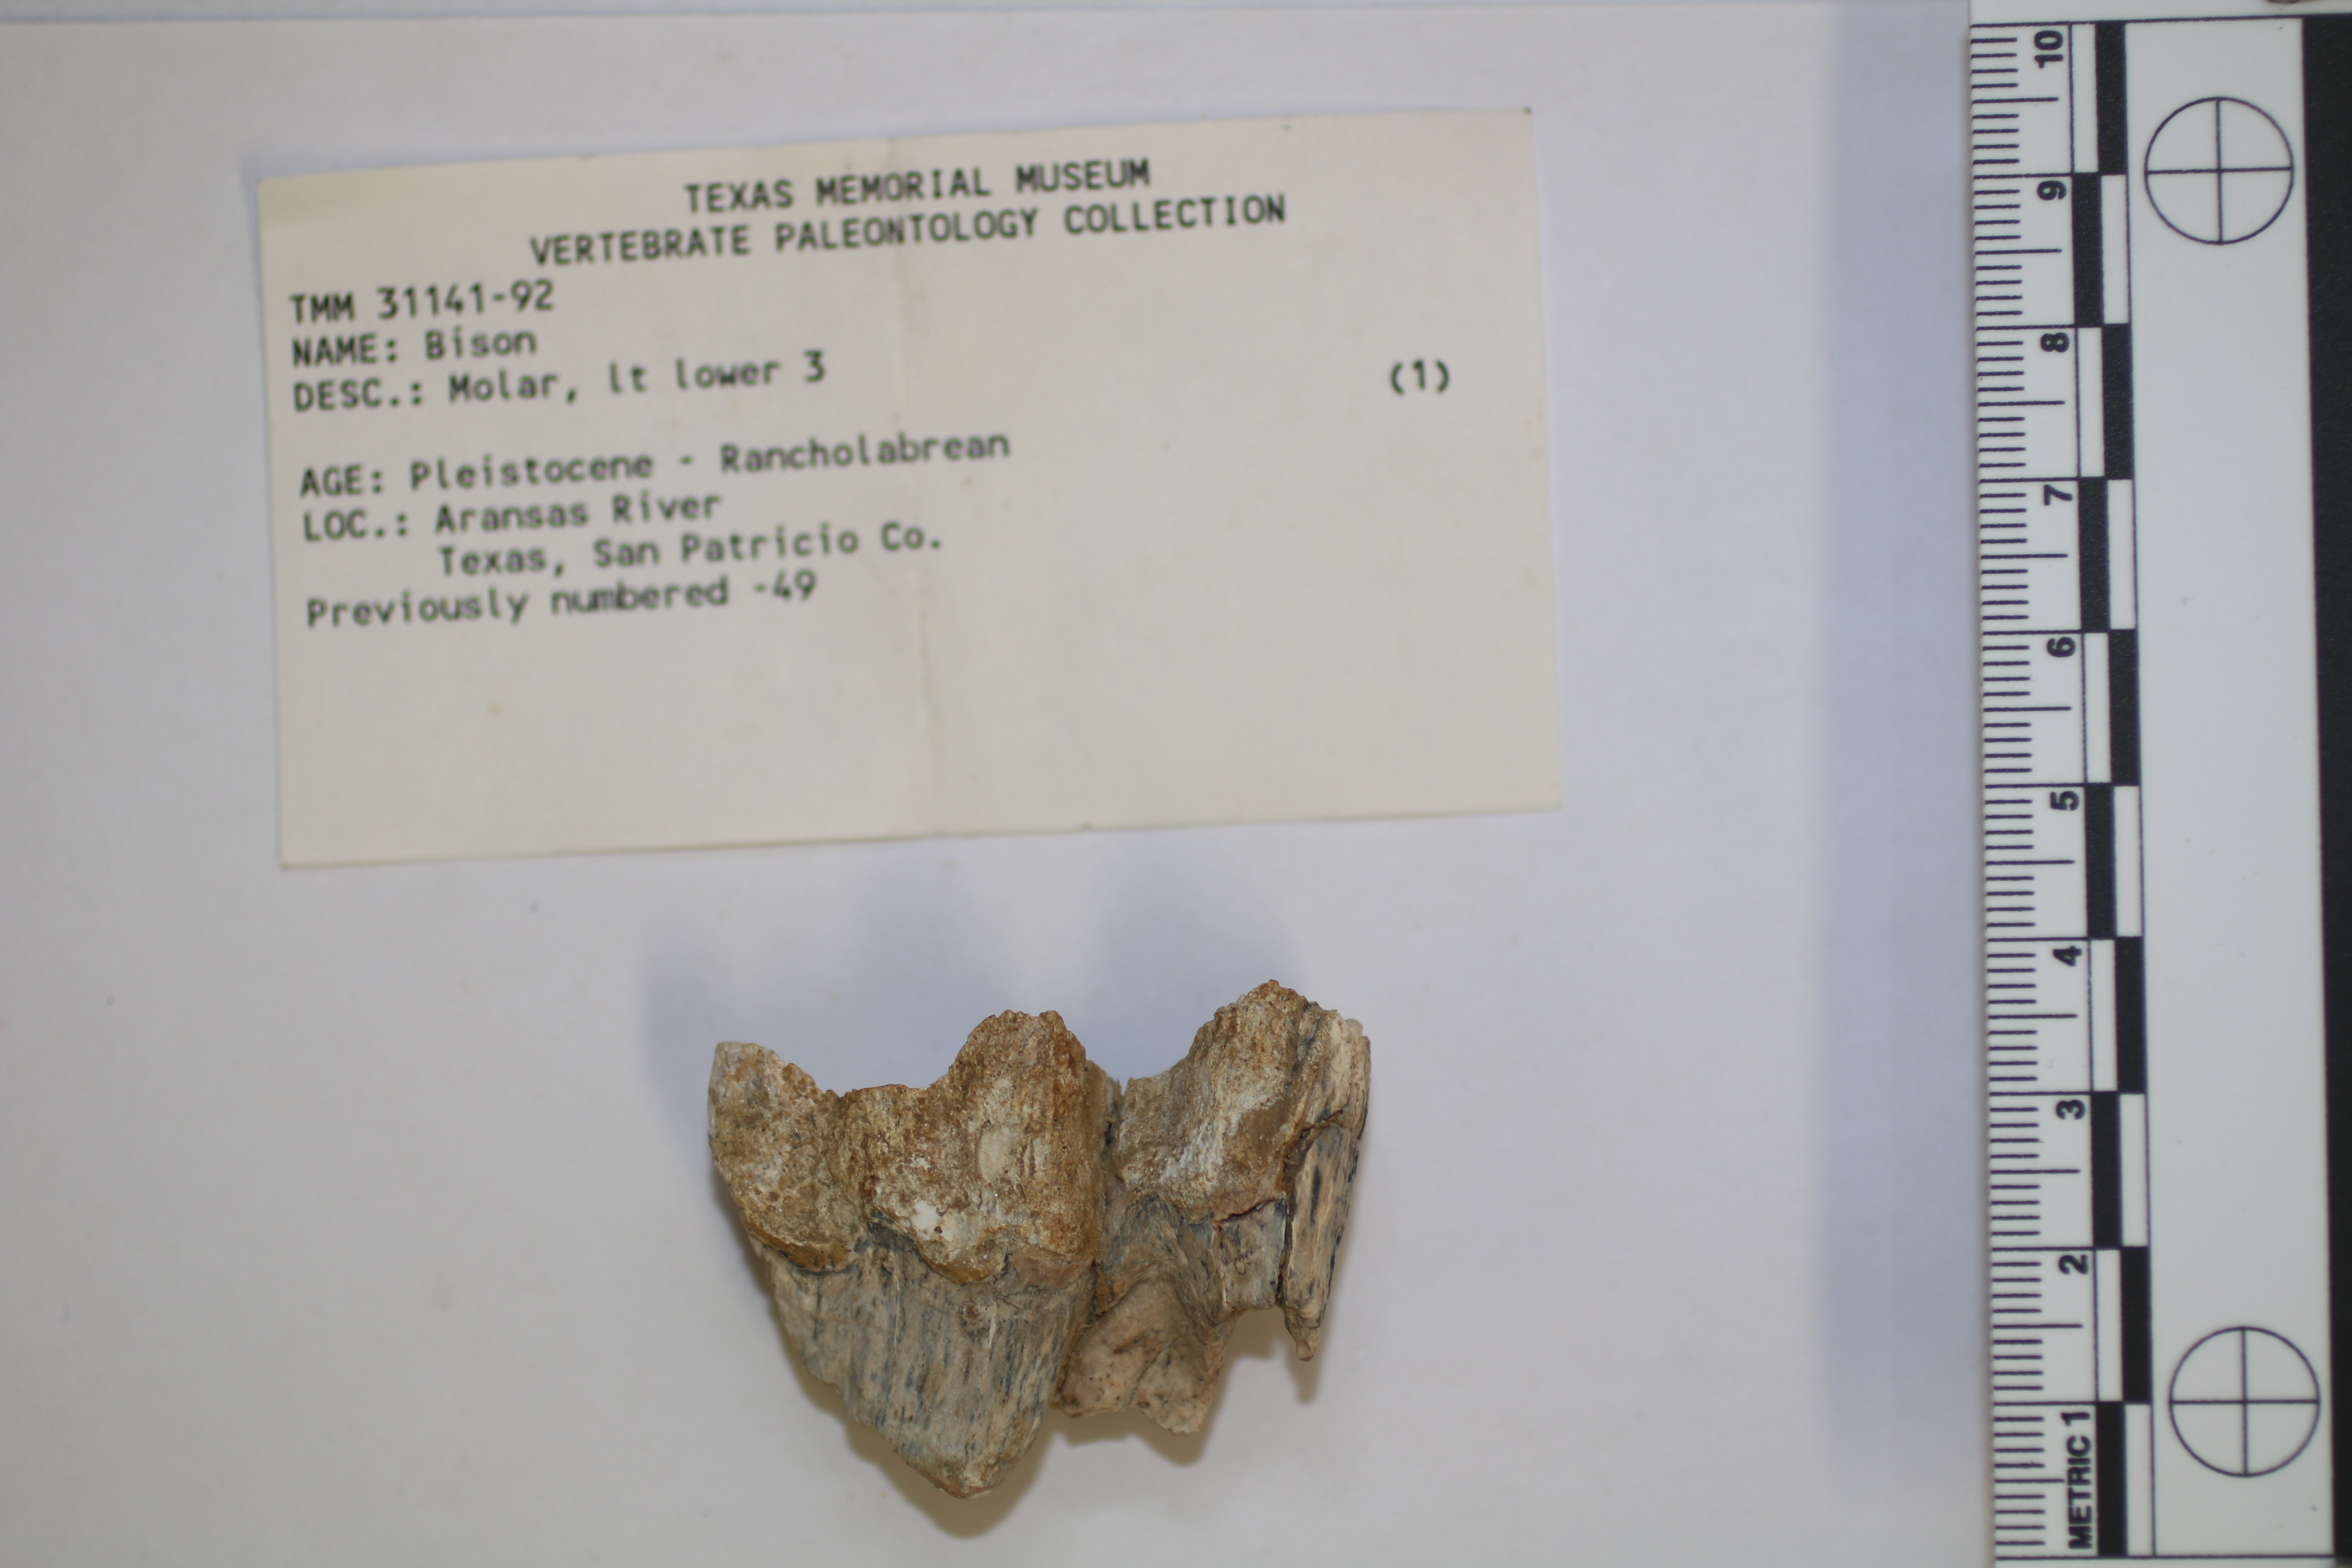 TEXAS MEMORIAL MUSEUM
VERTEBRATE PALEONTOLOGY COLLECTION
TMM 31141-92
NAME: Bison
DESC.: Molar, lt lower 3 (1)
AGE: Pleistocene - Rancholabrean
LOC.: Aransas River
Texas, San Patricio Co.
Previously numbered -49
10
9
8
7
6
5
4
3
2
METRIC 1